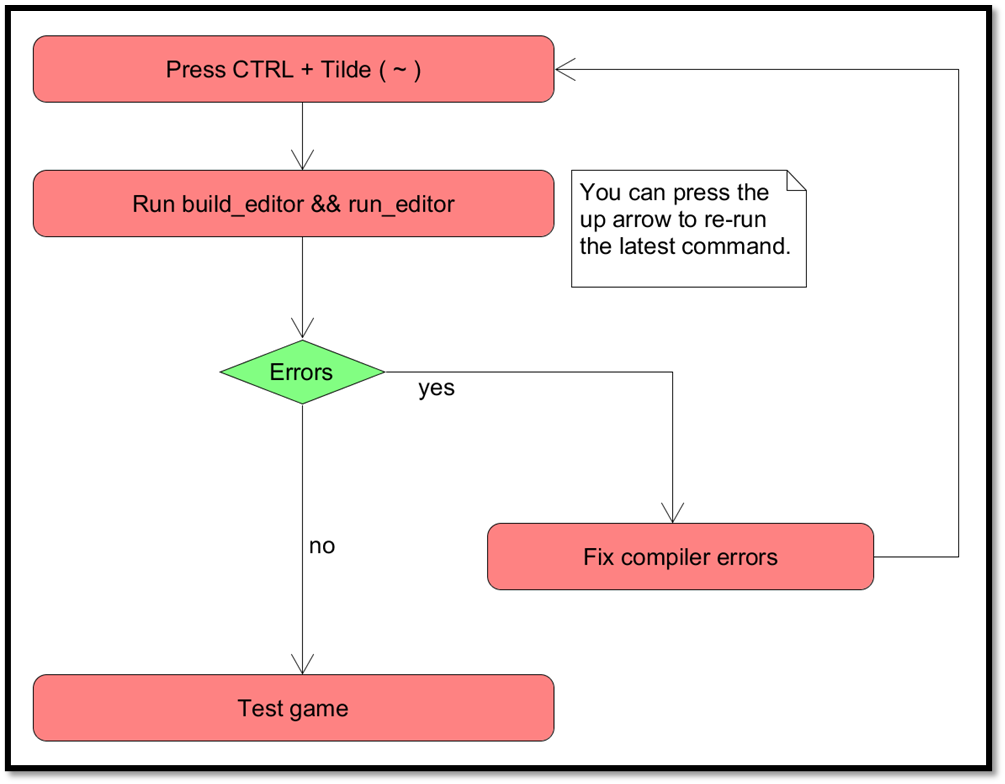 Press CTRL + Tilde ( ~ )
Run build_editor && run_editor
You can press the
up arrow to re-run
the latest command.
Errors
yes
no
Fix compiler errors
Test game